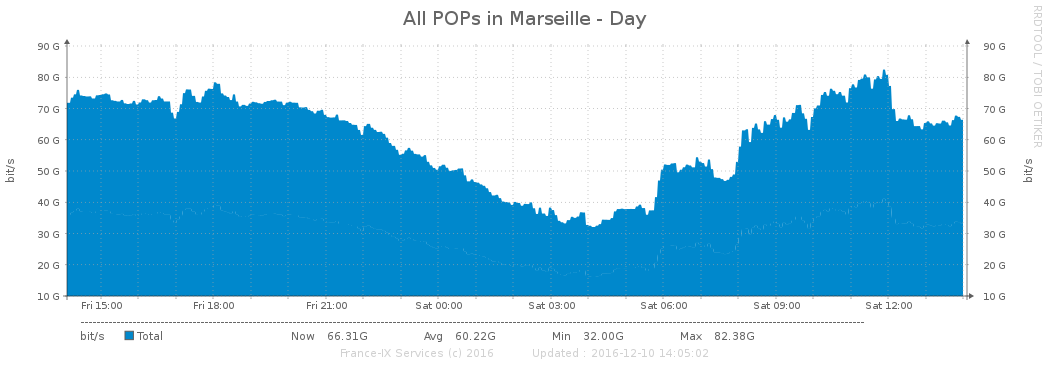 All POPs in Marseille - Day
RRDTOOL / TOBI OETIKER
90 G 90 G
80 G 80 G
70 G 70 G
60 G 60 G
50 G 50 G
40 G 40 G
30 G 30 G
20 G 20 G
10 G 10 G
bit/s bit/s
Fri 15:00 Fri 18:00 Fri 21:00 Sat 00:00 Sat 03:00 Sat 06:00 Sat 09:00 Sat 12:00
bit/s Total Now 66.31G Avg 60.22G Min 32.00G Max 82.38G
France-IX Services (c) 2016 Updated : 2016-12-10 14:05:02